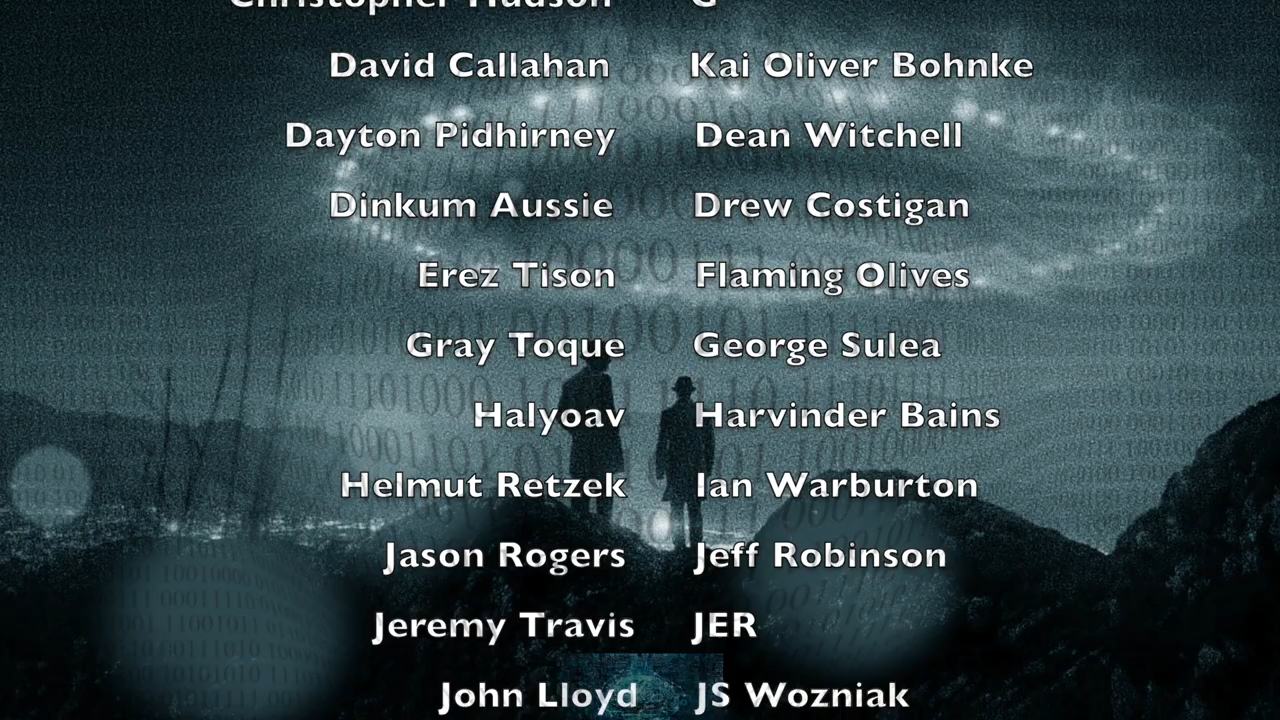 Christopher Hudson G
David Callahan Kai Oliver Bohnke
Dayton Pidhirney Dean Witchell
Dinkum Aussie Drew Costigan
Erez Tison Flaming Olives
Gray Toque George Sulea
Halyoav Harvinder Bains
Helmut Retzek Ian Warburton
Jason Rogers Jeff Robinson
Jeremy Travis JER
John Lloyd JS Wozniak